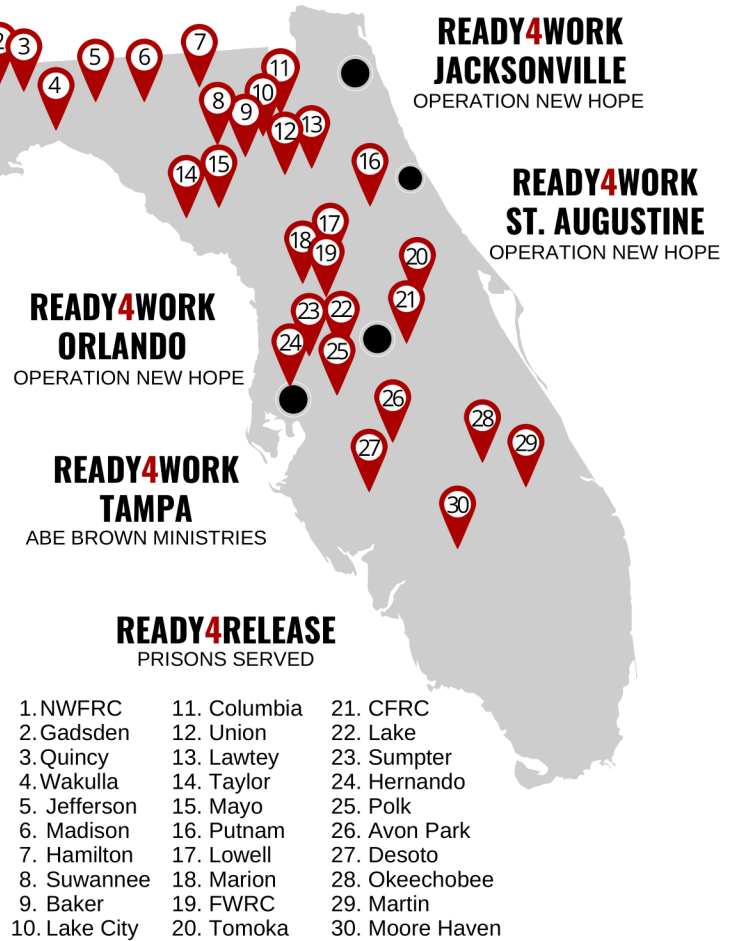 READY4WORK
JACKSONVILLE
OPERATION NEW HOPE
READY4WORK
ST. AUGUSTINE
OPERATION NEW HOPE
READY4WORK
ORLANDO
OPERATION NEW HOPE
READY4WORK
TAMPA
ABE BROWN MINISTRIES
2
3
4
5
6
7
8
9
10
11
12
13
14
15
16
17
18
19
20
21
22
23
24
25
26
27
28
29
30
READY4RELEASE
PRISONS SERVED
1. NWFRC
2. Gadsden
3. Quincy
4. Wakulla
5. Jefferson
6. Madison
7. Hamilton
8. Suwannee
9. Baker
10. Lake City
11. Columbia
12. Union
13. Lawtey
14. Taylor
15. Mayo
16. Putnam
17. Lowell
18. Marion
19. FWRC
20. Tomoka
21. CFRC
22. Lake
23. Sumpter
24. Hernando
25. Polk
26. Avon Park
27. Desoto
28. Okeechobee
29. Martin
30. Moore Haven